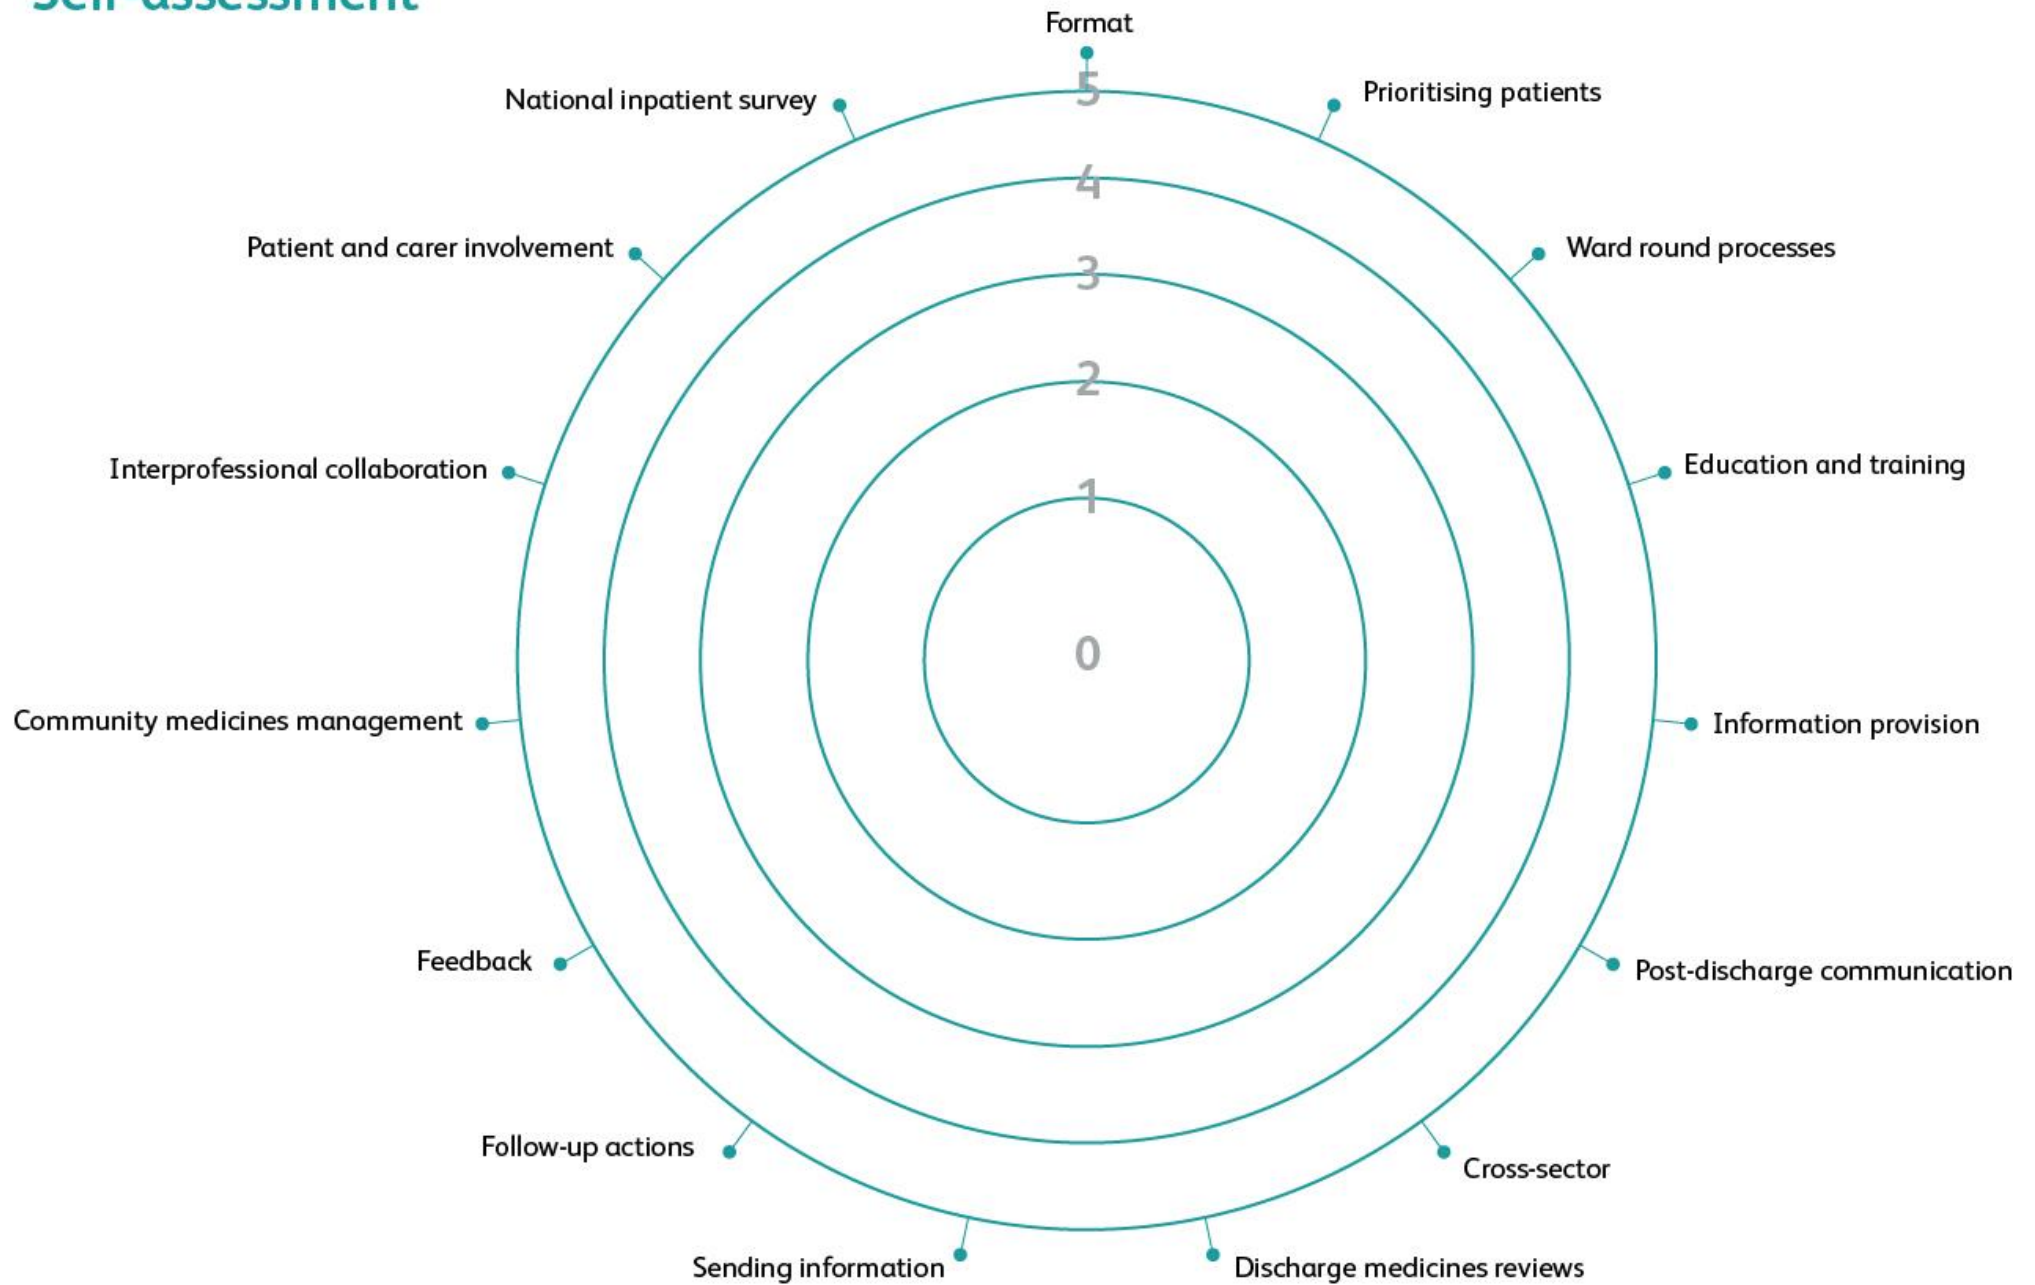 Self-assessment
Format
5
National inpatient survey
Prioritising patients
4
Patient and carer involvement
Ward round processes
3
2
Interprofessional collaboration
Education and training
1
0
Community medicines management
Information provision
Feedback
Post-discharge communication
Follow-up actions
Cross-sector
Sending information
Discharge medicines reviews